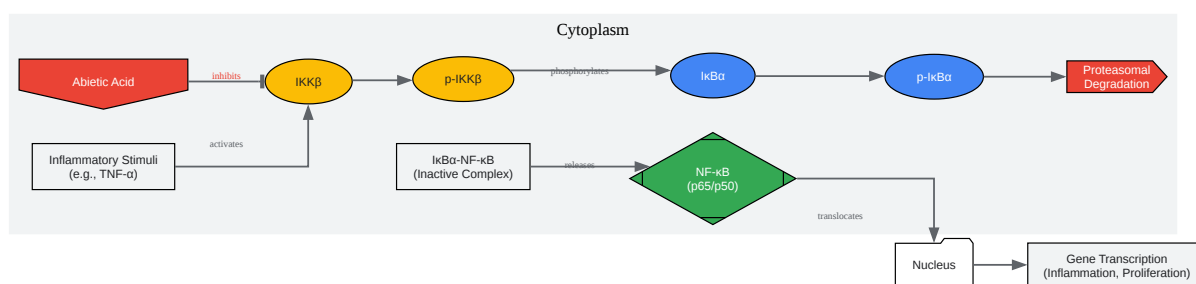 Cytoplasm
Abietic Acid
inhibits
IKKβ
p-IKKβ
phosphorylates
IκBα
p-IκBα
Proteasomal
Degradation
Inflammatory Stimuli
(e.g., TNF-α)
activates
IκBα-NF-κB
(Inactive Complex)
releases
NF-κB
(p65/p50)
translocates
Nucleus
Gene Transcription
(Inflammation, Proliferation)